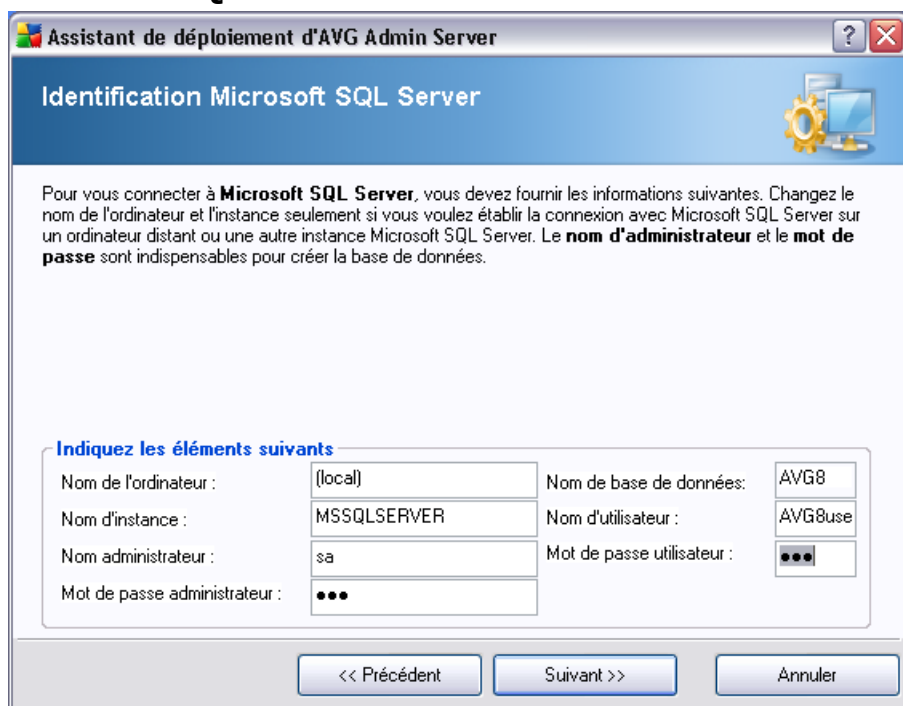 Assistant de déploiement d'AVG Admin Server
Identification Microsoft SQL Server
Pour vous connecter à Microsoft SQL Server, vous devez fournir les informations suivantes. Changez le
nom de l'ordinateur et l'instance seulement si vous voulez établir la connexion avec Microsoft SQL Server sur
un ordinateur distant ou une autre instance Microsoft SQL Server. Le nom d'administrateur et le mot de
passe sont indispensables pour créer la base de données.
Indiquez les éléments suivants
Nom de l'ordinateur : (local) Nom de base de données: AVG8
Nom d'instance : MSSQLSERVER Nom d'utilisateur : AVG8use
Nom administrateur : sa Mot de passe utilisateur : ●●●
Mot de passe administrateur : ●●●
<< Précédent Suivant >> Annuler